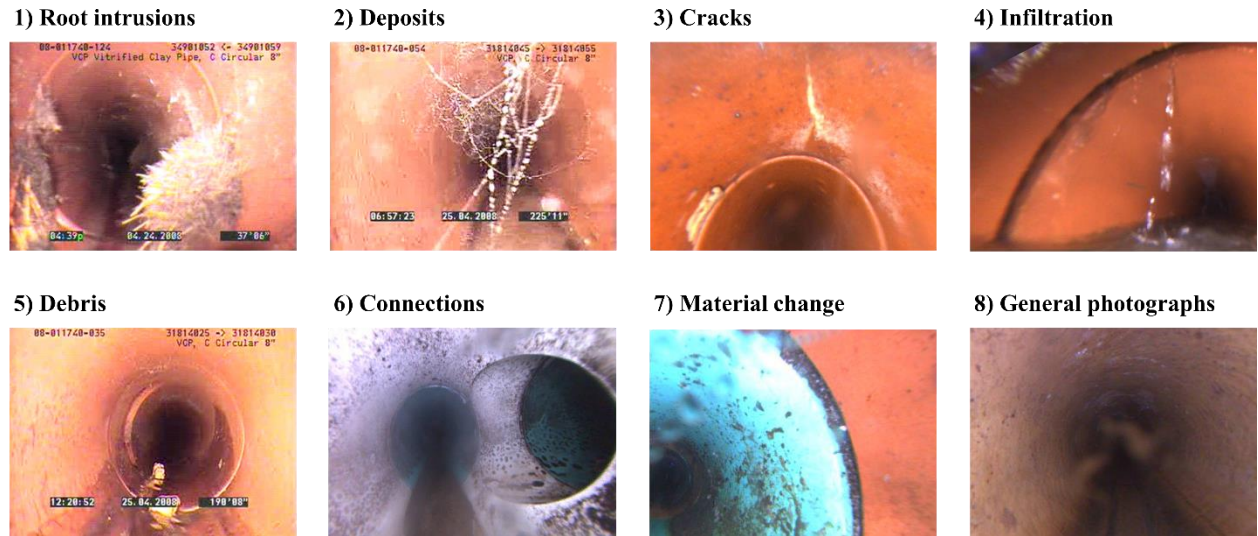 1) Root intrusions
2) Deposits
3) Cracks
4) Infiltration
08-011740-124
34901052 <- 34901059
VCP Vitrified Clay Pipe, C Circular 8"
04:39p
04.24.2008
37'06"
08-011740-054
31814045 -> 31814055
VCP, C Circular 8"
06:57:23
25.04.2008
225'11"
5) Debris
6) Connections
7) Material change
8) General photographs
08-011740-035
31814025 -> 31814030
VCP, C Circular 8"
12:20:52
25.04.2008
190'08"